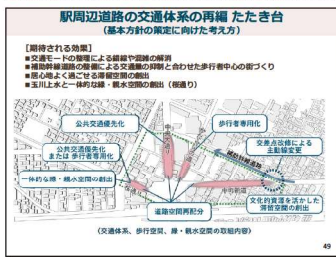 駅周辺道路の交通体系の再編 たたき台
(基本方針の策定に向けた考え方)
[期待される効果]
■交通モードの整理による錯綜や混雑の解消
■補助幹線道路の整備による交通量の抑制と合わせた歩行者中心の街づくり
■居心地よく過ごせる滞留空間の創出
■玉川上水と一体的な緑・親水空間の創出(桜通り)
公共交通優先化
歩行者専用化
公共交通優先化
または 歩行者専用化
交差点改修による
主動線変更
補助幹線道路
一体的な緑・親水空間の創出
道路空間再配分
文化的資源を活かした
滞留空間の創出
(交通体系、歩行空間、緑・親水空間の取組内容)
49